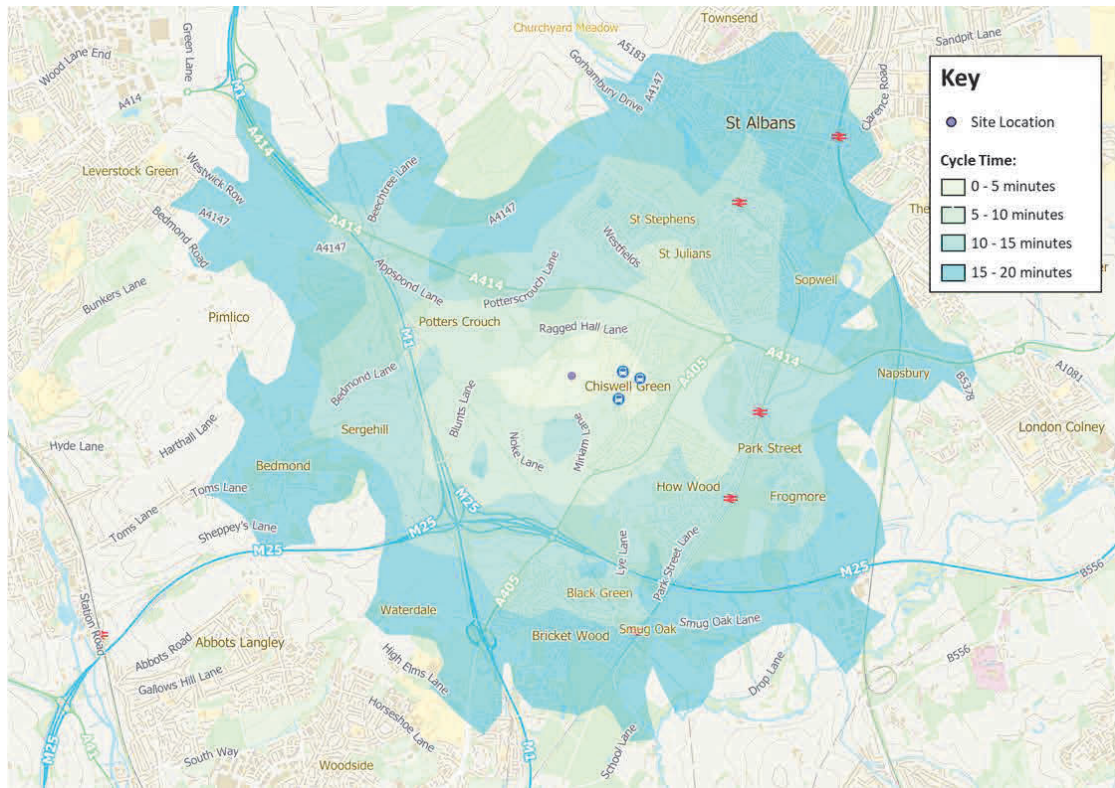 Churchyard Meadow
Townsend
Sandpit Lane
Green Lane
Wood Lane End
A414
M1
A5183
Gorhambury Drive
A4147
Clarence Road
St Albans
Key
Site Location
Cycle Time:
0 - 5 minutes
5 - 10 minutes
10 - 15 minutes
15 - 20 minutes
A414
Leverstock Green
Westwick Row
A4147
Bedmond Road
Beechtree Lane
A4147
A414
A4147
St Stephens
Westfields
St Julians
The
Sopwell
er
Appspond Lane
A414
Potterscrouch Lane
Bunkers Lane
Pimlico
Potters Crouch
Ragged Hall Lane
M1
A414
A405
A1081
Napsbury
B5378
Bedmond Lane
Blunts Lane
Chiswell Green
Hyde Lane
Harthall Lane
Sergehill
Noke Lane
Miriam Lane
Park Street
London Colney
Bedmond
Toms Lane
Toms Lane
How Wood
Frogmore
Sheppey's Lane
M25
M25
M25
Lye Lane
Park Street Lane
M25
B556
Station Road
A405
Black Green
Waterdale
Bricket Wood
Smug Oak
Smug Oak Lane
Abbots Road
Abbots Langley
Gallows Hill Lane
High Elms Lane
Horseshoe Lane
Drop Lane
B556
M25
A41
South Way
Woodside
M1
School Lane